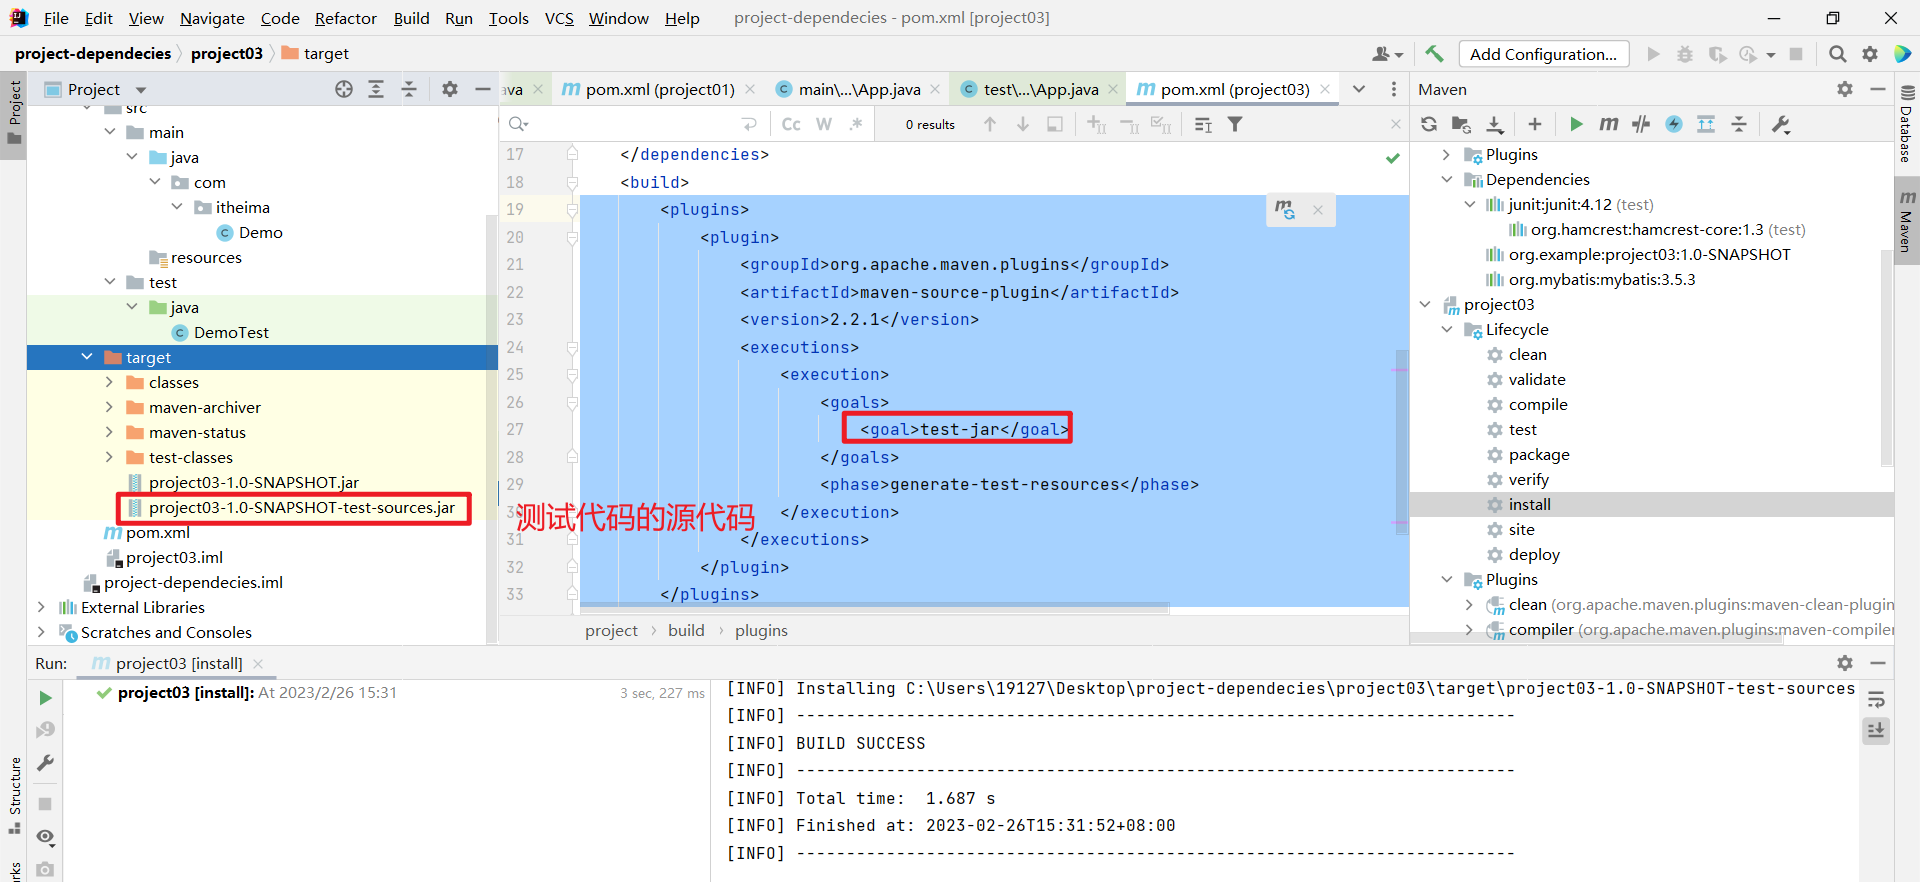 File Edit View Navigate Code Refactor Build Run Tools VCS Window Help project-dependecies - pom.xml [project03]
project-dependecies project03 target Add Configuration...
Project
ava pom.xml (project01) main\...\App.java test\...\App.java pom.xml (project03)
Cc W .* 0 results
src
main
java
com
itheima
Demo
resources
test
java
DemoTest
target
classes
maven-archiver
maven-status
test-classes
project03-1.0-SNAPSHOT.jar
project03-1.0-SNAPSHOT-test-sources.jar
pom.xml
project03.iml
project-dependecies.iml
External Libraries
Scratches and Consoles
17 </dependencies>
18 <build>
19 <plugins>
20 <plugin>
21 <groupId>org.apache.maven.plugins</groupId>
22 <artifactId>maven-source-plugin</artifactId>
23 <version>2.2.1</version>
24 <executions>
25 <execution>
26 <goals>
27 <goal>test-jar</goal>
28 </goals>
29 <phase>generate-test-resources</phase>
测试代码的源代码
</execution>
31 </executions>
32 </plugin>
33 </plugins>
project build plugins
Maven
Plugins
Dependencies
junit:junit:4.12 (test)
org.hamcrest:hamcrest-core:1.3 (test)
org.example:project03:1.0-SNAPSHOT
org.mybatis:mybatis:3.5.3
project03
Lifecycle
clean
validate
compile
test
package
verify
install
site
deploy
Plugins
clean (org.apache.maven.plugins:maven-clean-plugin
compiler (org.apache.maven.plugins:maven-compiler
Database
Maven
Project
Structure
Run: project03 [install]
project03 [install]: At 2023/2/26 15:31 3 sec, 227 ms
[INFO] Installing C:\Users\19127\Desktop\project-dependecies\project03\target\project03-1.0-SNAPSHOT-test-sources
[INFO] ------------------------------------------------------------------------
[INFO] BUILD SUCCESS
[INFO] ------------------------------------------------------------------------
[INFO] Total time:  1.687 s
[INFO] Finished at: 2023-02-26T15:31:52+08:00
[INFO] ------------------------------------------------------------------------